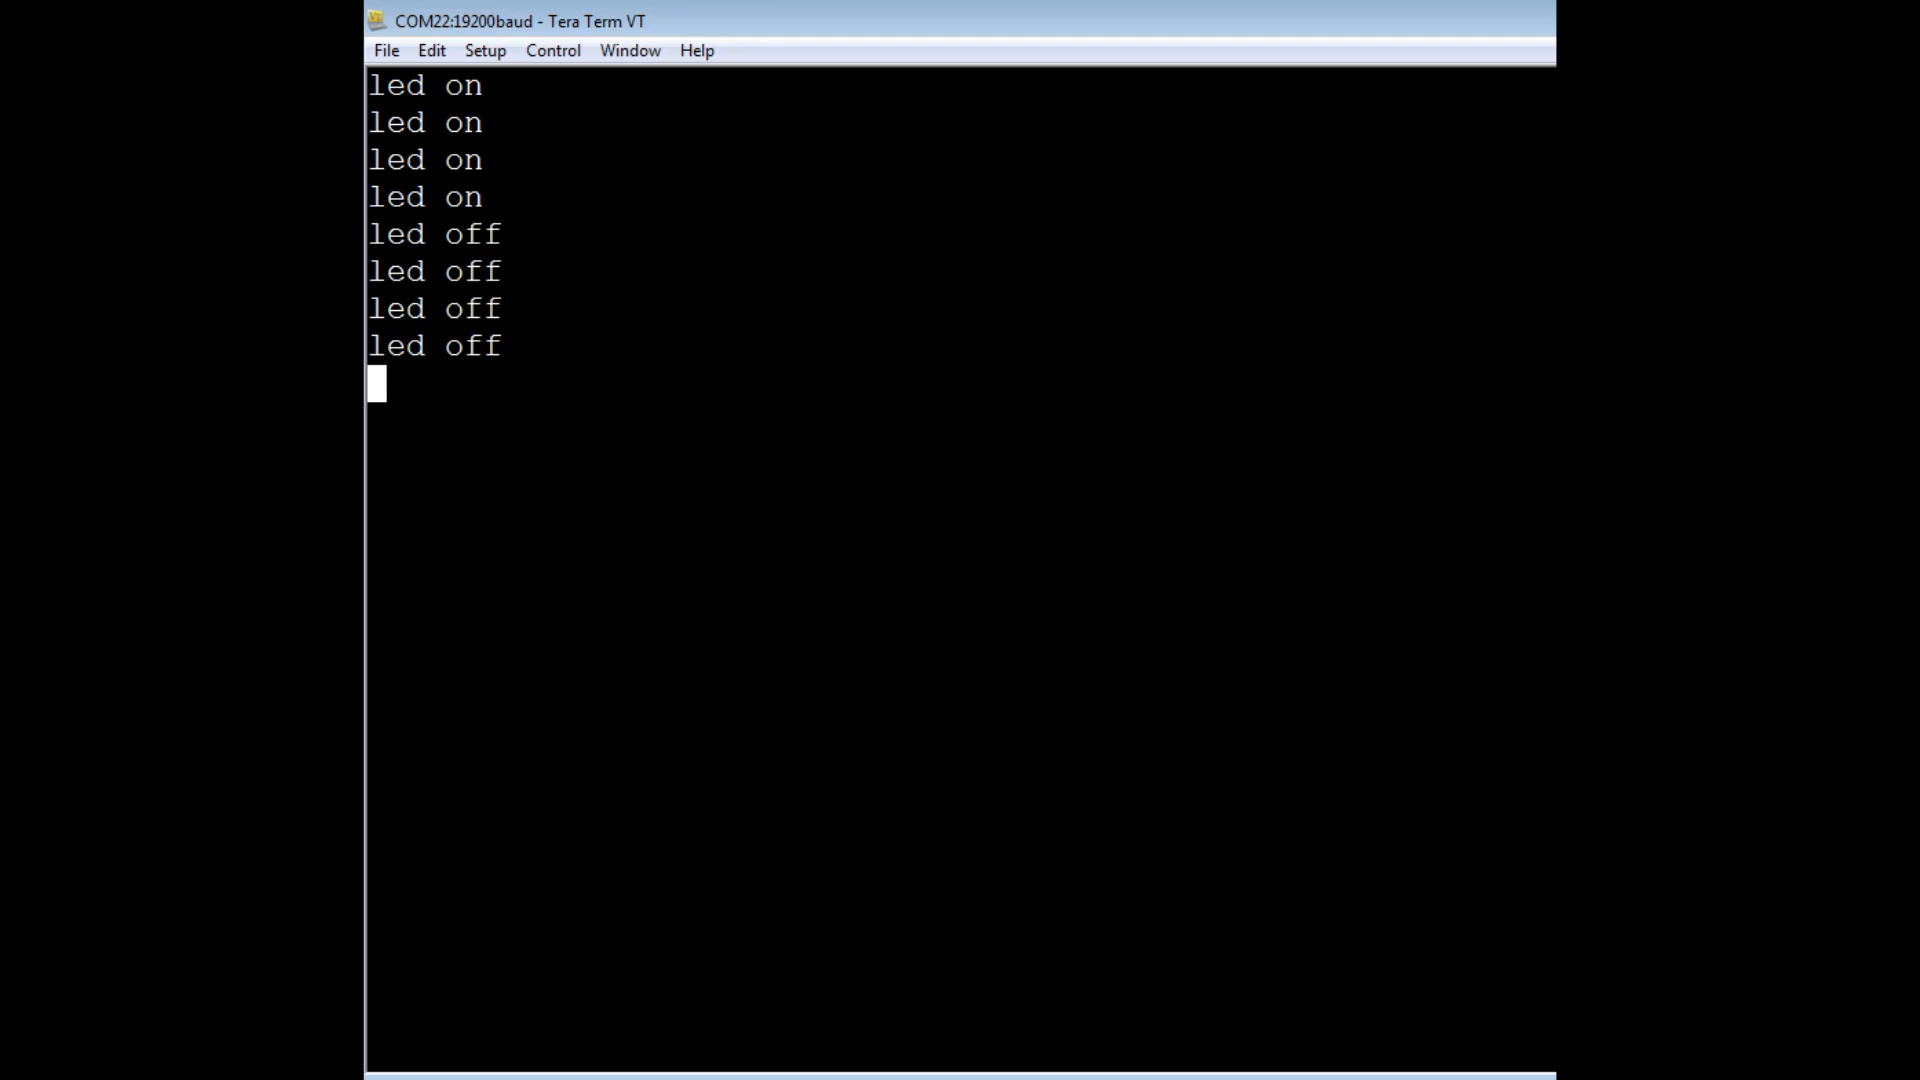 COM22:19200baud - Tera Term VT
File Edit Setup Control Window Help
led on
led on
led on
led on
led off
led off
led off
led off